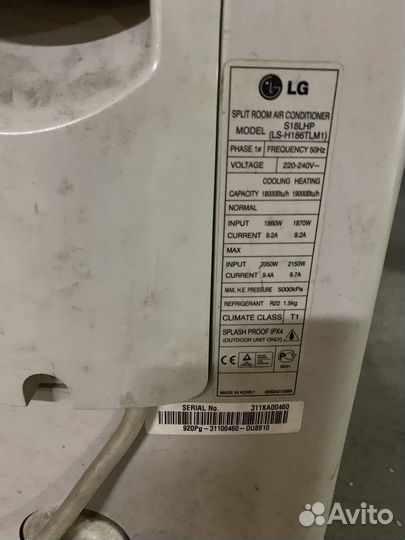 LG
SPLIT ROOM AIR CONDITIONER
MODEL S18LHP
(LS-H186TLM1)
PHASE 1ø FREQUENCY 50Hz
VOLTAGE 220-240V~
COOLING HEATING
CAPACITY 18000Btu/h 19000Btu/h
NORMAL
INPUT 1860W 1870W
CURRENT 9.2A 9.2A
MAX
INPUT 2050W 2150W
CURRENT 9.4A 9.7A
MAX. H.E. PRESSURE 5000kPa
REFRIGERANT R22 1.5kg
CLIMATE CLASS T1
SPLASH PROOF IPX4
(OUTDOOR UNIT ONLY)
MADE IN KOREA
SERIAL No. 311KA00460
920Pg-31100460-0U8910
Avito